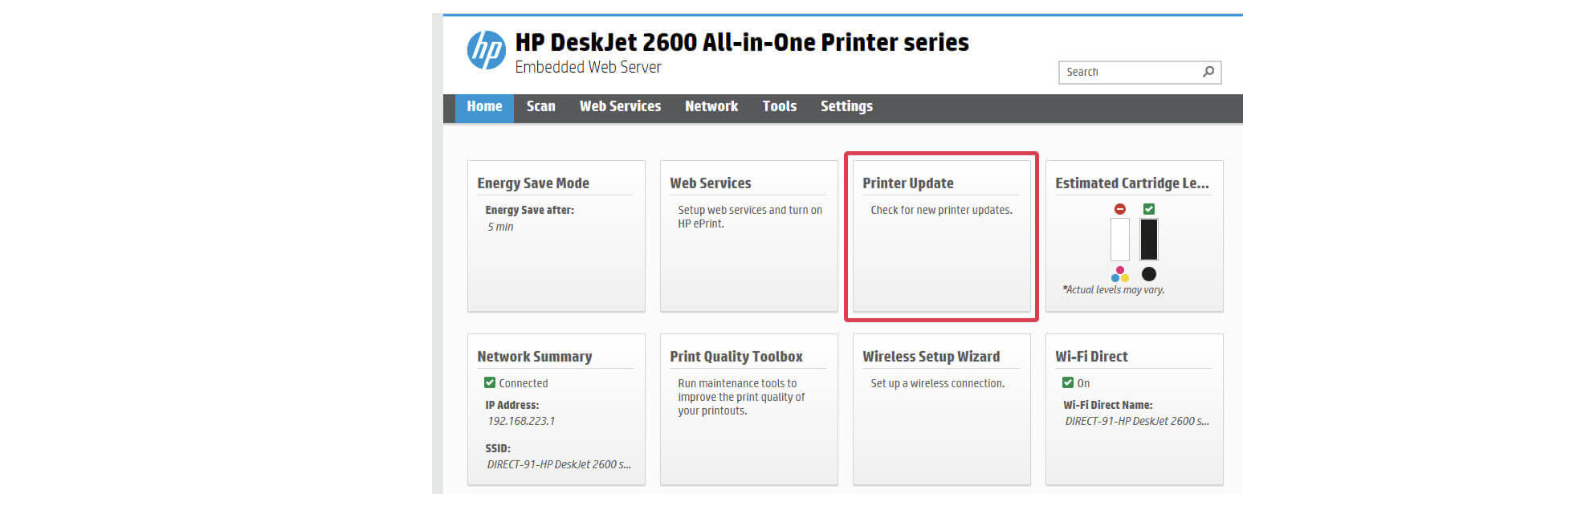 hp
HP DeskJet 2600 All-in-One Printer series
Embedded Web Server
Search
Home Scan Web Services Network Tools Settings
Energy Save Mode
Energy Save after:
5 min
Web Services
Setup web services and turn on
HP ePrint.
Printer Update
Check for new printer updates.
Estimated Cartridge Le...
*Actual levels may vary.
Network Summary
Connected
IP Address:
192.168.223.1
SSID:
DIRECT-91-HP DeskJet 2600 s...
Print Quality Toolbox
Run maintenance tools to
improve the print quality of
your printouts.
Wireless Setup Wizard
Set up a wireless connection.
Wi-Fi Direct
On
Wi-Fi Direct Name:
DIRECT-91-HP DeskJet 2600 s...